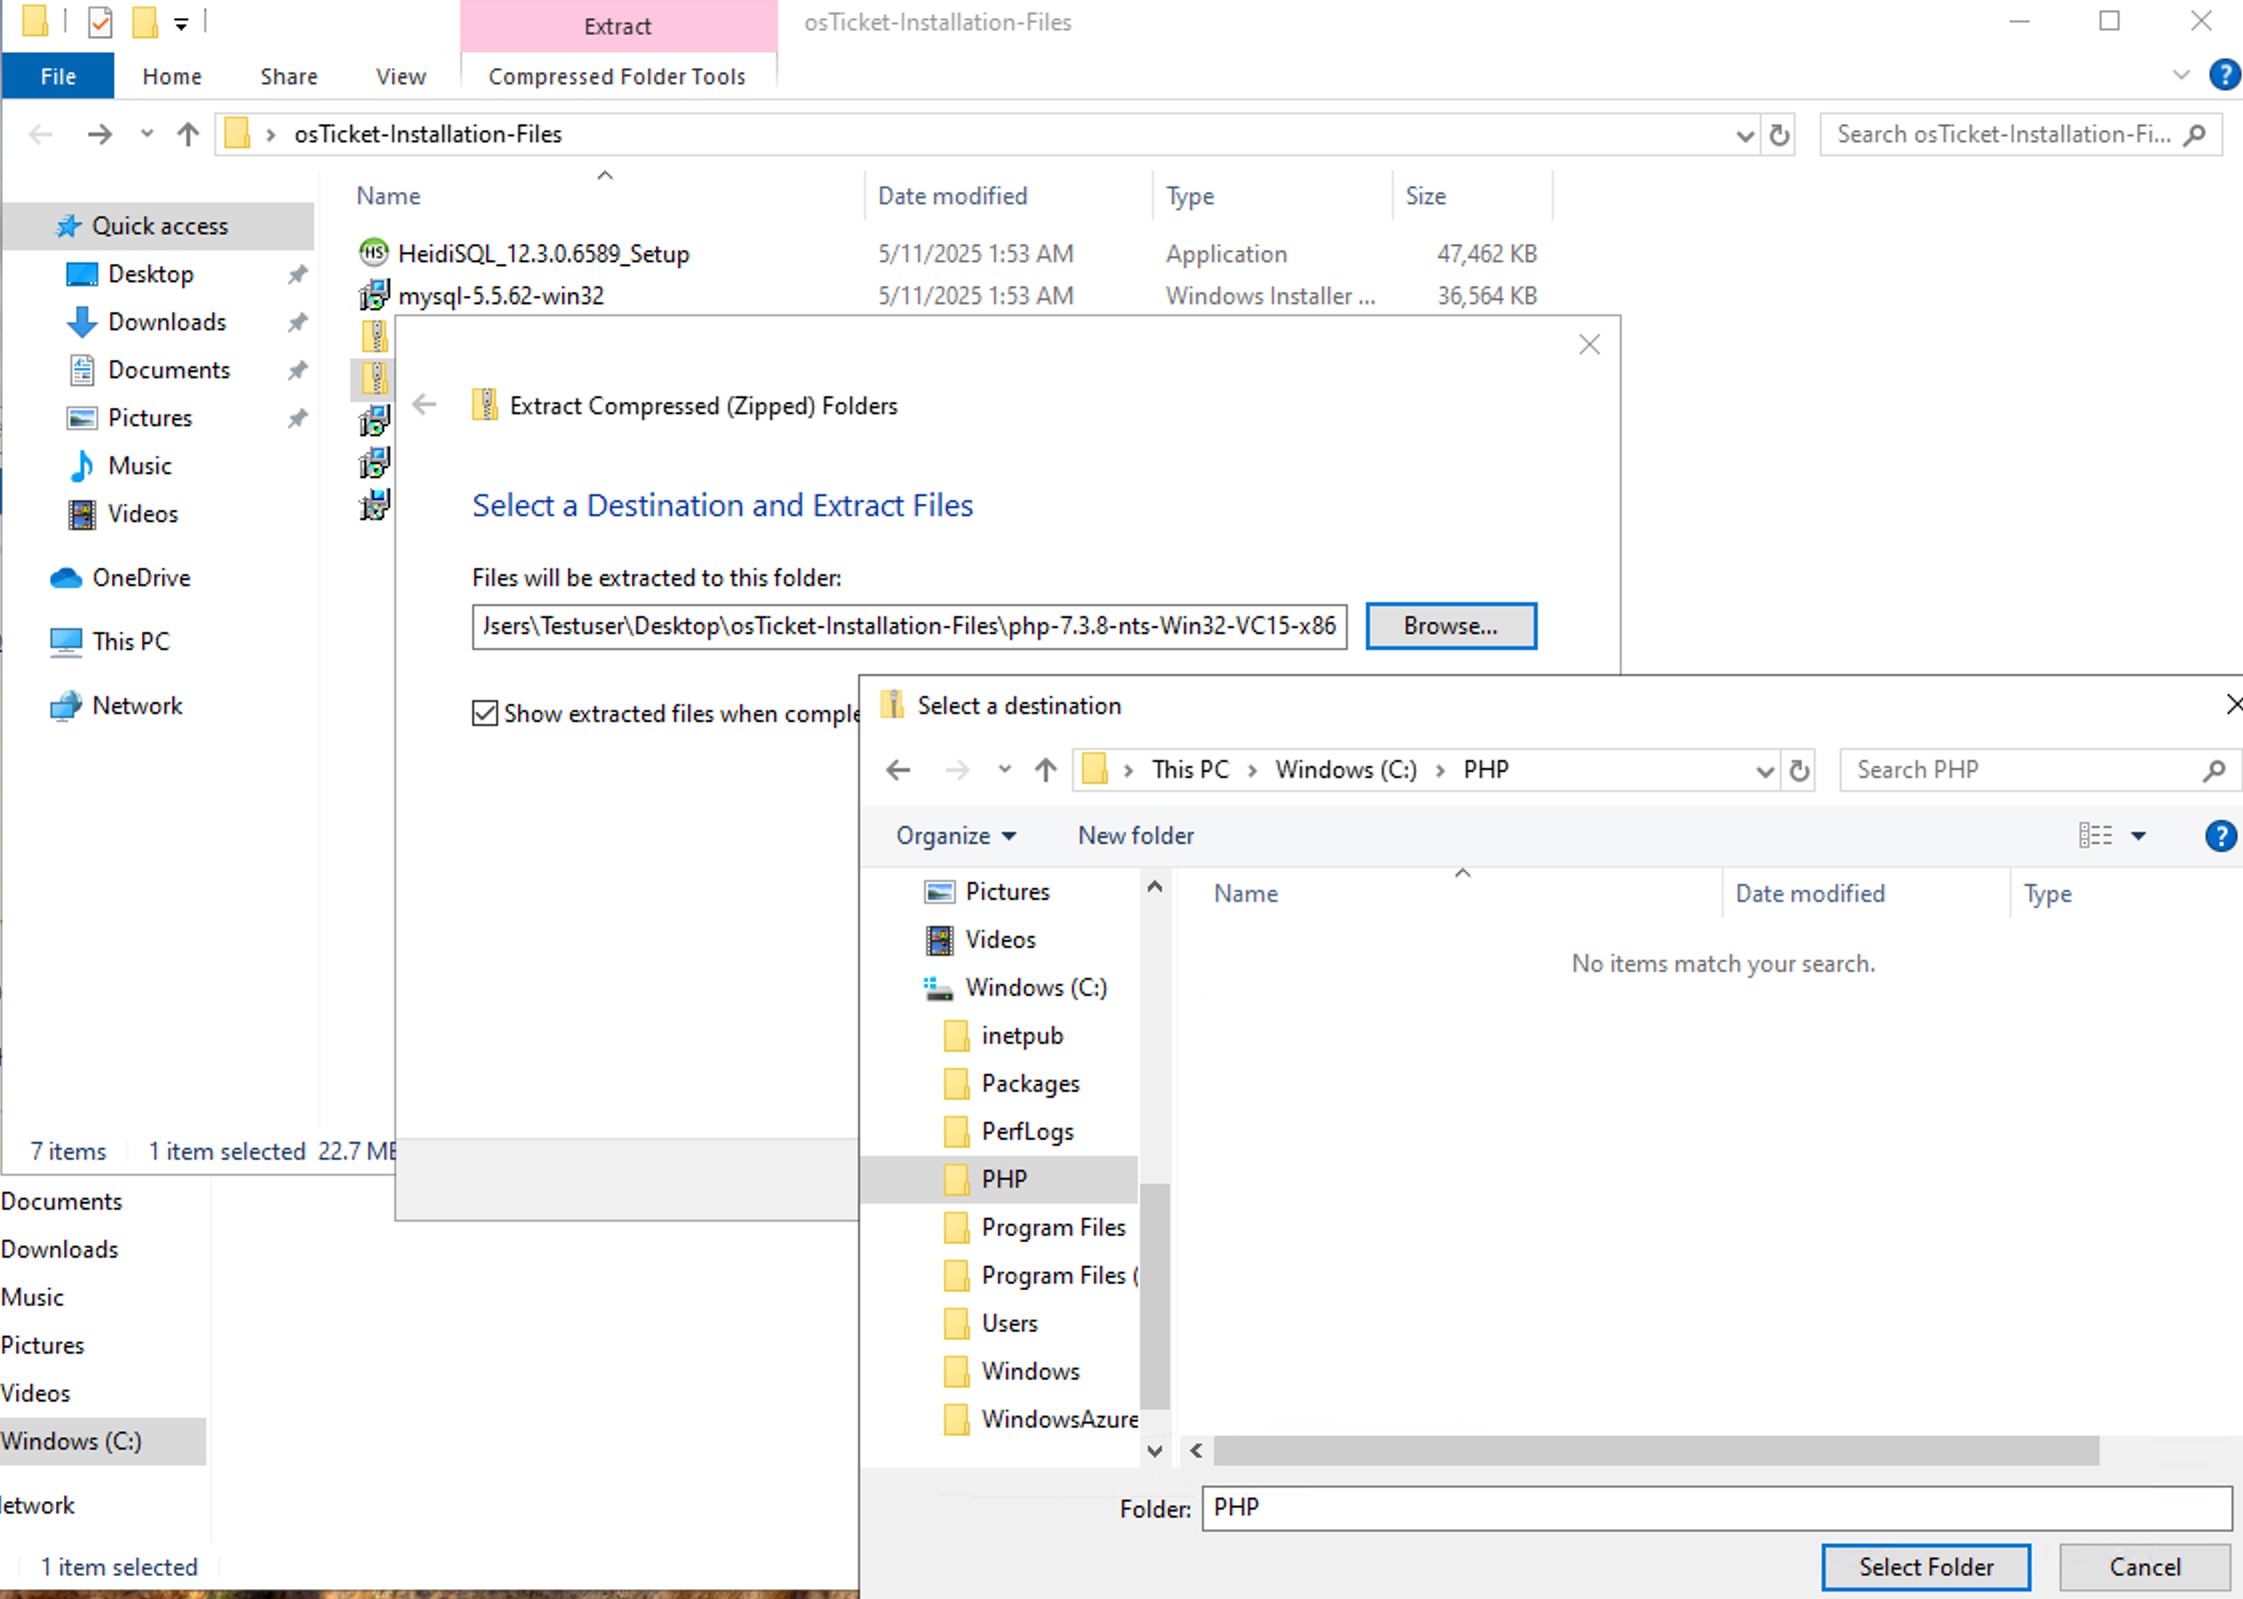 Extract
osTicket-Installation-Files
File
Home
Share
View
Compressed Folder Tools
osTicket-Installation-Files
Search osTicket-Installation-Fi...
Name
Date modified
Type
Size
Quick access
Desktop
Downloads
Documents
Pictures
Music
Videos
OneDrive
This PC
Network
HS HeidiSQL_12.3.0.6589_Setup 5/11/2025 1:53 AM Application 47,462 KB
mysql-5.5.62-win32 5/11/2025 1:53 AM Windows Installer ... 36,564 KB
Extract Compressed (Zipped) Folders
Select a Destination and Extract Files
Files will be extracted to this folder:
Jsers\Testuser\Desktop\osTicket-Installation-Files\php-7.3.8-nts-Win32-VC15-x86
Browse...
Show extracted files when comple
7 items
1 item selected 22.7 MB
Documents
Downloads
Music
Pictures
Videos
Windows (C:)
etwork
1 item selected
Select a destination
This PC > Windows (C:) > PHP
Search PHP
Organize
New folder
Name
Date modified
Type
Pictures
Videos
Windows (C:)
inetpub
Packages
PerfLogs
PHP
Program Files
Program Files (
Users
Windows
WindowsAzure
No items match your search.
Folder: PHP
Select Folder
Cancel